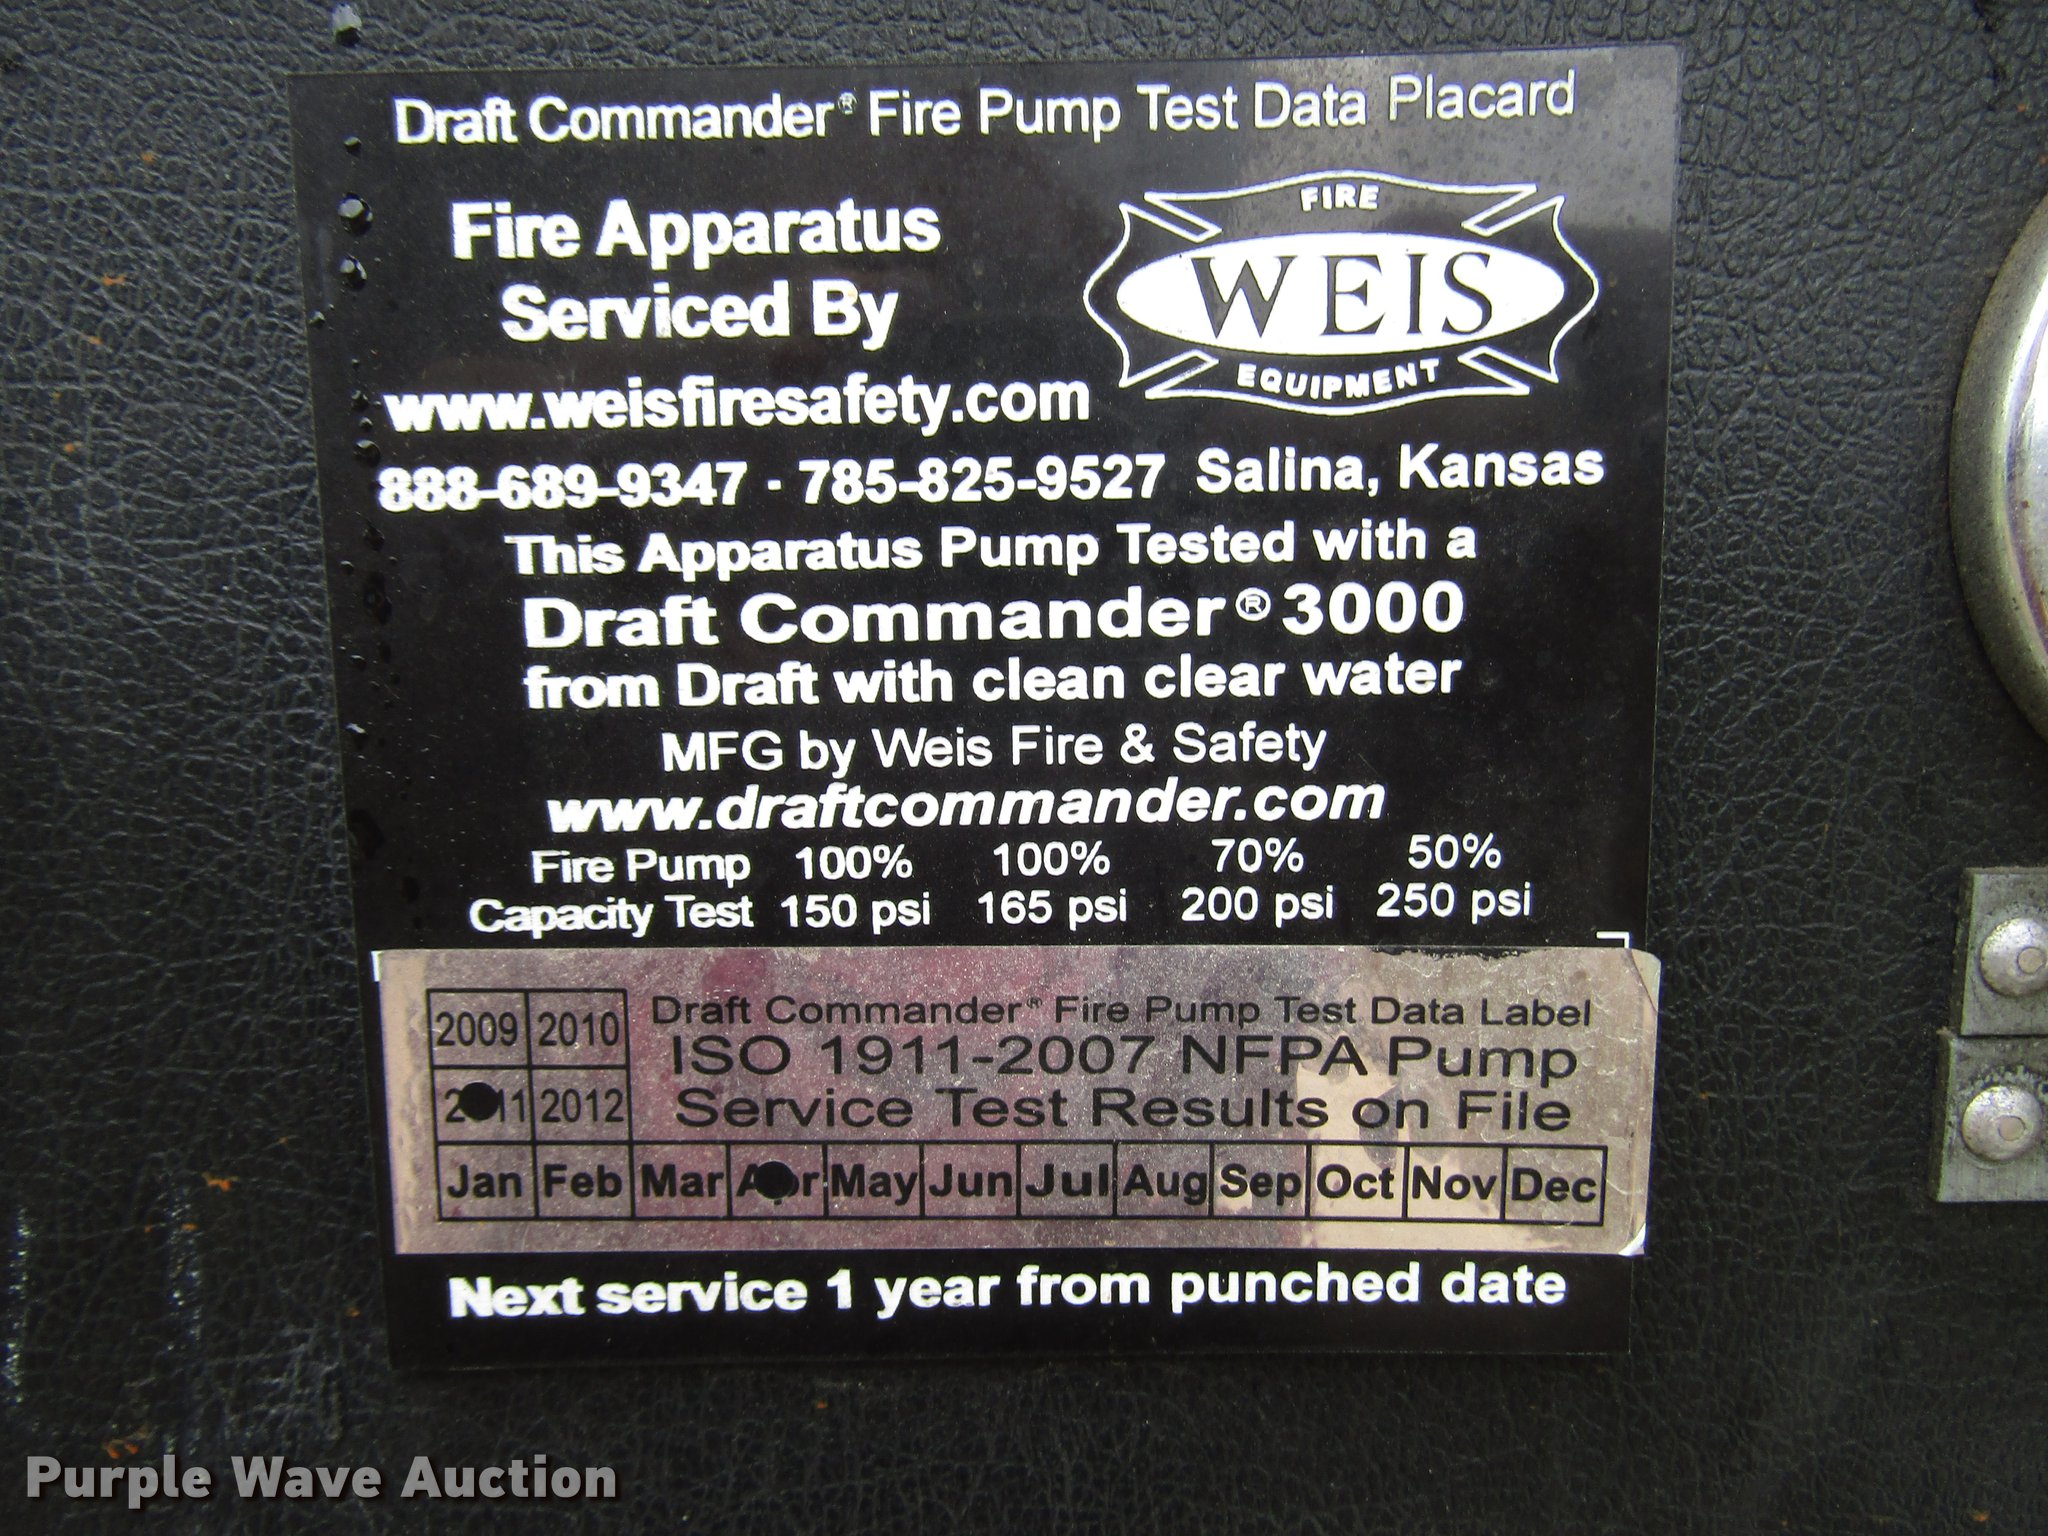 Draft Commander® Fire Pump Test Data Placard
Fire Apparatus
Serviced By
FIRE
WEIS
EQUIPMENT
www.weisfiresafety.com
888-689-9347 - 785-825-9527 Salina, Kansas
This Apparatus Pump Tested with a
Draft Commander® 3000
from Draft with clean clear water
MFG by Weis Fire & Safety
www.draftcommander.com
Fire Pump 100% 100% 70% 50%
Capacity Test 150 psi 165 psi 200 psi 250 psi
Draft Commander® Fire Pump Test Data Label
ISO 1911-2007 NFPA Pump
Service Test Results on File
2009 2010
2011 2012
Jan Feb Mar Apr May Jun Jul Aug Sep Oct Nov Dec
Next service 1 year from punched date
Purple Wave Auction